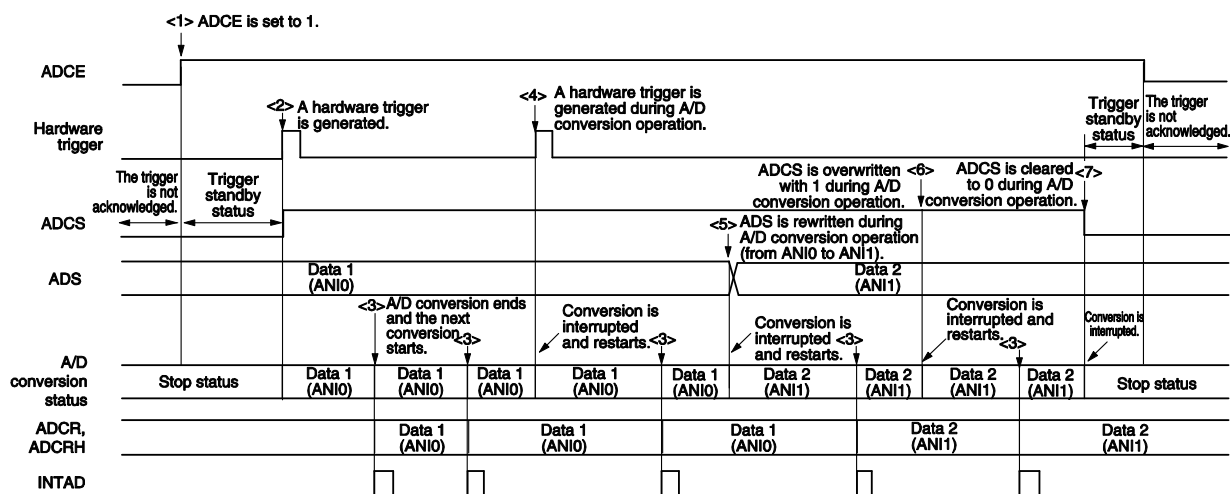 <1> ADCE is set to 1.
ADCE
<2> A hardware trigger
is generated.
<4> A hardware trigger is
generated during A/D
conversion operation.
Trigger
standby
status
The trigger
is not
acknowledged.
Hardware
trigger
The trigger
is not
acknowledged.
Trigger
standby
status
ADCS is overwritten
with 1 during A/D
conversion operation.
<6>
ADCS is cleared
to 0 during A/D
conversion operation.
<7>
ADCS
<5> ADS is rewritten during
A/D conversion operation
(from ANI0 to ANI1).
ADS
Data 1
(ANI0)
Data 2
(ANI1)
<3> A/D conversion ends
and the next
conversion
starts.
<3>
Conversion is
interrupted
and restarts.
<3>
Conversion is
interrupted
and restarts.
<3>
Conversion is
interrupted and
restarts.
<3>
Conversion is
interrupted.
A/D
conversion
status
Stop status
Data 1
(ANI0)
Data 1
(ANI0)
Data 1
(ANI0)
Data 1
(ANI0)
Data 1
(ANI0)
Data 2
(ANI1)
Data 2
(ANI1)
Data 2
(ANI1)
Data 2
(ANI1)
Stop status
ADCR,
ADCRH
Data 1
(ANI0)
Data 1
(ANI0)
Data 1
(ANI0)
Data 2
(ANI1)
Data 2
(ANI1)
INTAD